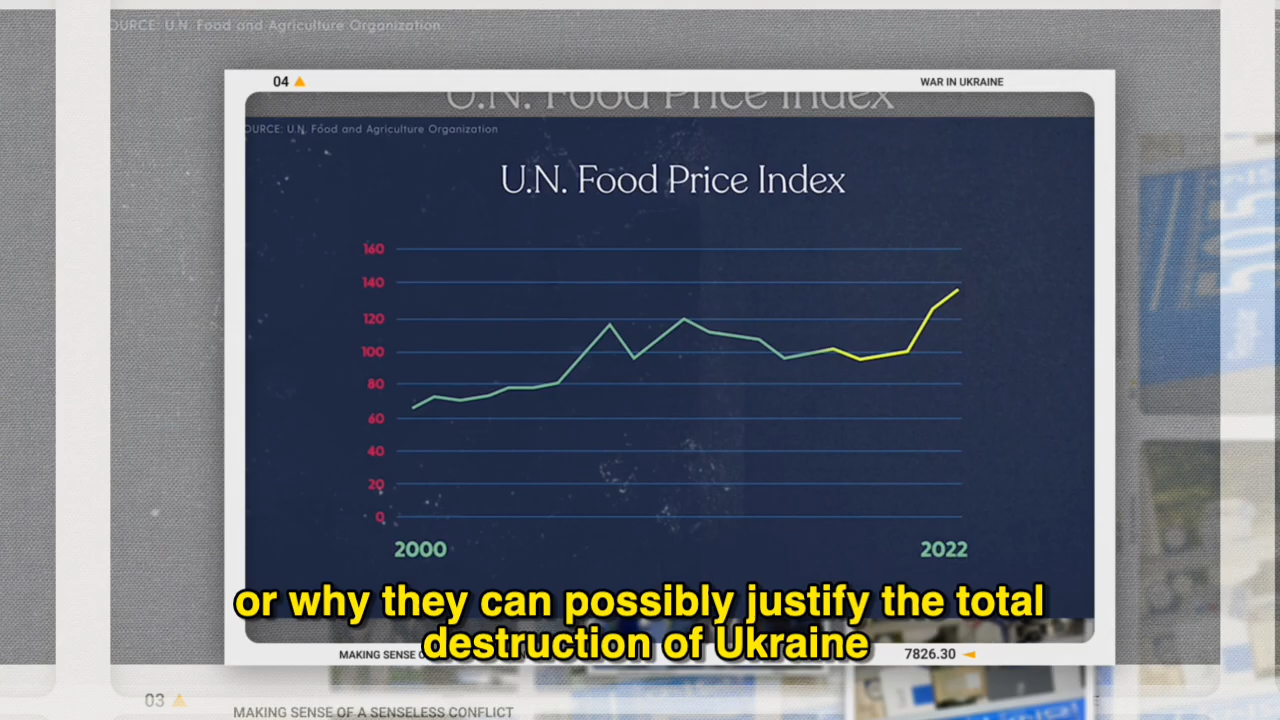 OURCE: U.N. Food and Agriculture Organization
04
WAR IN UKRAINE
U.N. Food Price Index
OURCE: U.N. Food and Agriculture Organization
U.N. Food Price Index
160
140
120
100
80
60
40
20
0
2000
2022
or why they can possibly justify the total
destruction of Ukraine
MAKING SENSE O
7826.30
03
MAKING SENSE OF A SENSELESS CONFLICT